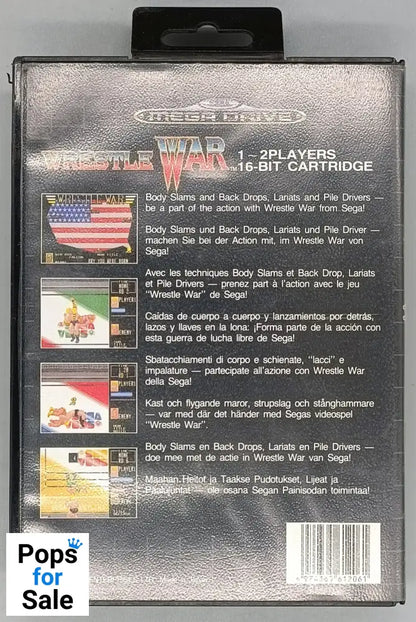 MEGA DRIVE
WRESTLE WAR™
1~2PLAYERS
16-BIT CARTRIDGE
WRESTLE WAR
Body Slams and Back Drops, Lariats and Pile Drivers —
be a part of the action with Wrestle War from Sega!
Body Slams und Back Drops, Lariats und Pile Driver —
machen Sie bei der Action mit, im Wrestle War von
Sega!
Avec les techniques Body Slams et Back Drop, Lariats
et Pile Drivers — prenez part à l'action avec le jeu
"Wrestle War" de Sega!
Caídas de cuerpo a cuerpo y lanzamientos por detrás,
lazos y llaves en la lona: ¡Forma parte de la acción con
esta guerra de lucha libre de Sega!
Sbatacchiamenti di corpo e schienate, "lacci" e
impalature — partecipate all'azione con Wrestle War
della Sega!
Kast och flygande maror, strupslag och stånghammare
— var med där det händer med Segas videospel
"Wrestle War".
Body Slams en Back Drops, Lariats en Pile Drivers —
doe mee met de actie in Wrestle War van Sega!
Maahan Heitot ja Taakse Pudotukset, Lijeat ja
Paalujuntat — ole osana Segan Painisodan toimintaa!
Made in Japan
Pops
for
Sale